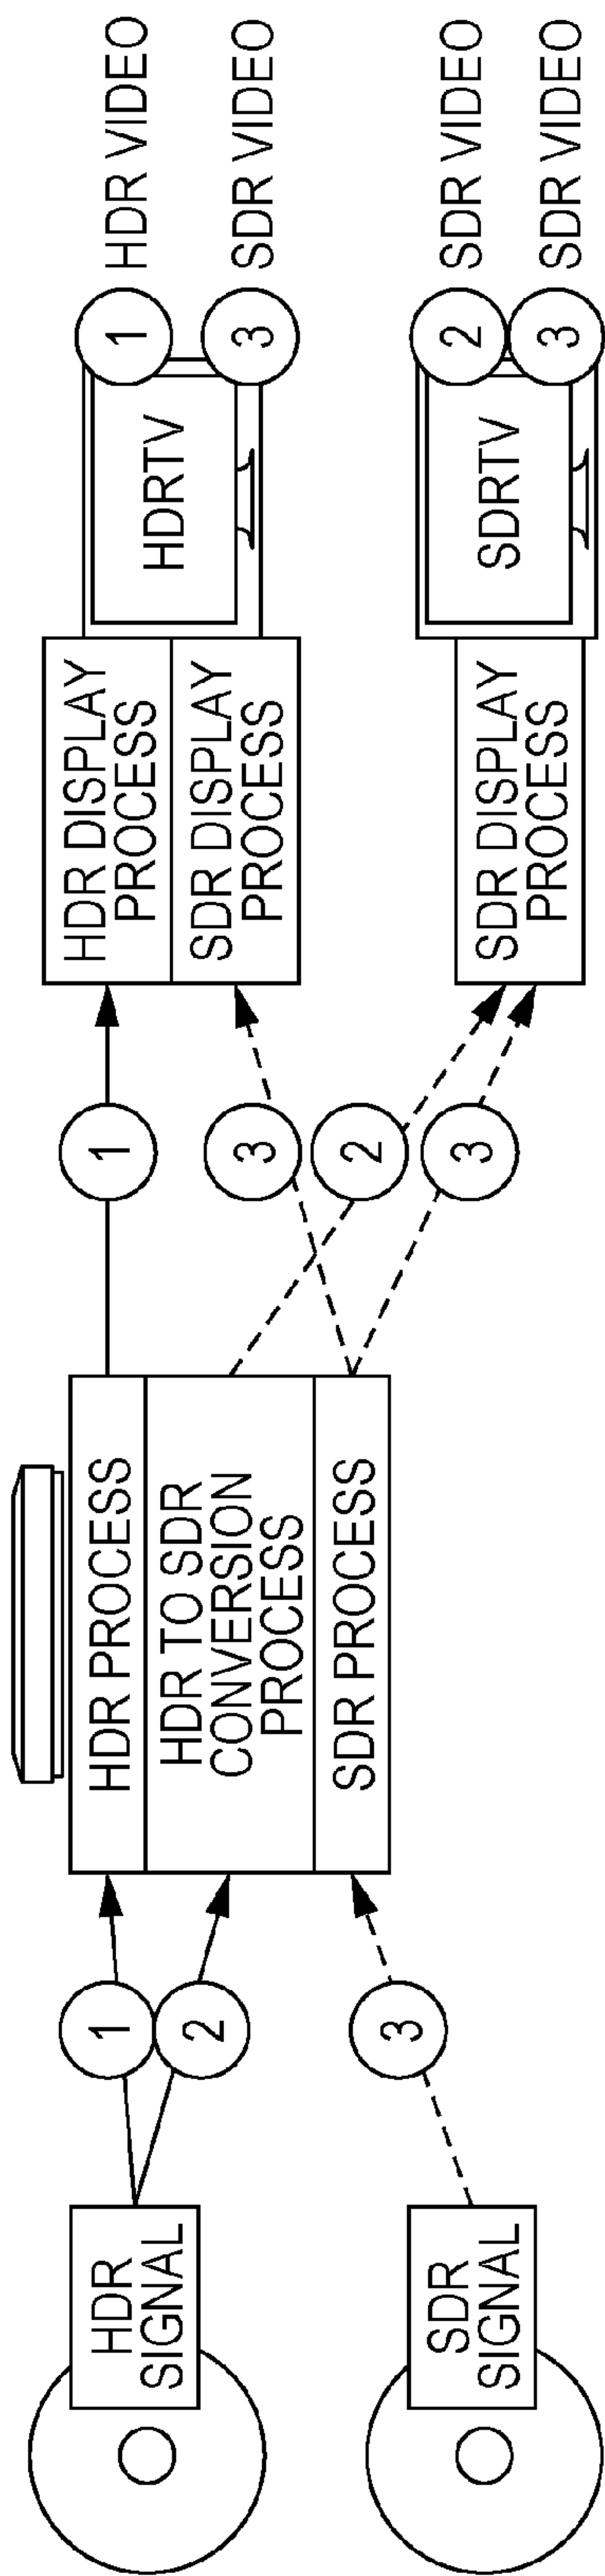 HDR
SIGNAL
SDR
SIGNAL
1
2
3
HDR PROCESS
HDR TO SDR
CONVERSION
PROCESS
SDR PROCESS
1
3
2
3
HDR DISPLAY
PROCESS
SDR DISPLAY
PROCESS
SDR DISPLAY
PROCESS
HDRTV
SDRTV
1
HDR VIDEO
3
SDR VIDEO
2
SDR VIDEO
3
SDR VIDEO